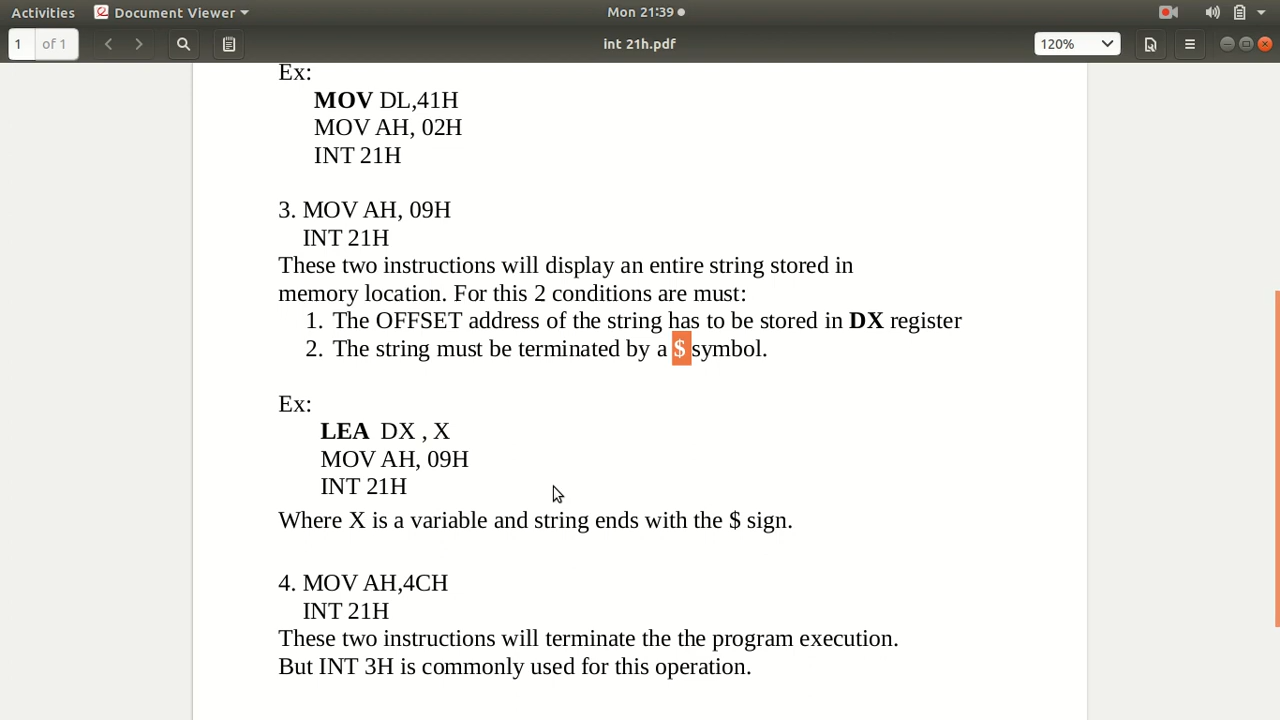 Activities Document Viewer Mon 21:39
1 of 1 int 21h.pdf 120%
Ex:
MOV DL,41H
MOV AH, 02H
INT 21H
3. MOV AH, 09H
INT 21H
These two instructions will display an entire string stored in
memory location. For this 2 conditions are must:
1. The OFFSET address of the string has to be stored in DX register
2. The string must be terminated by a $ symbol.
Ex:
LEA DX , X
MOV AH, 09H
INT 21H
Where X is a variable and string ends with the $ sign.
4. MOV AH,4CH
INT 21H
These two instructions will terminate the the program execution.
But INT 3H is commonly used for this operation.